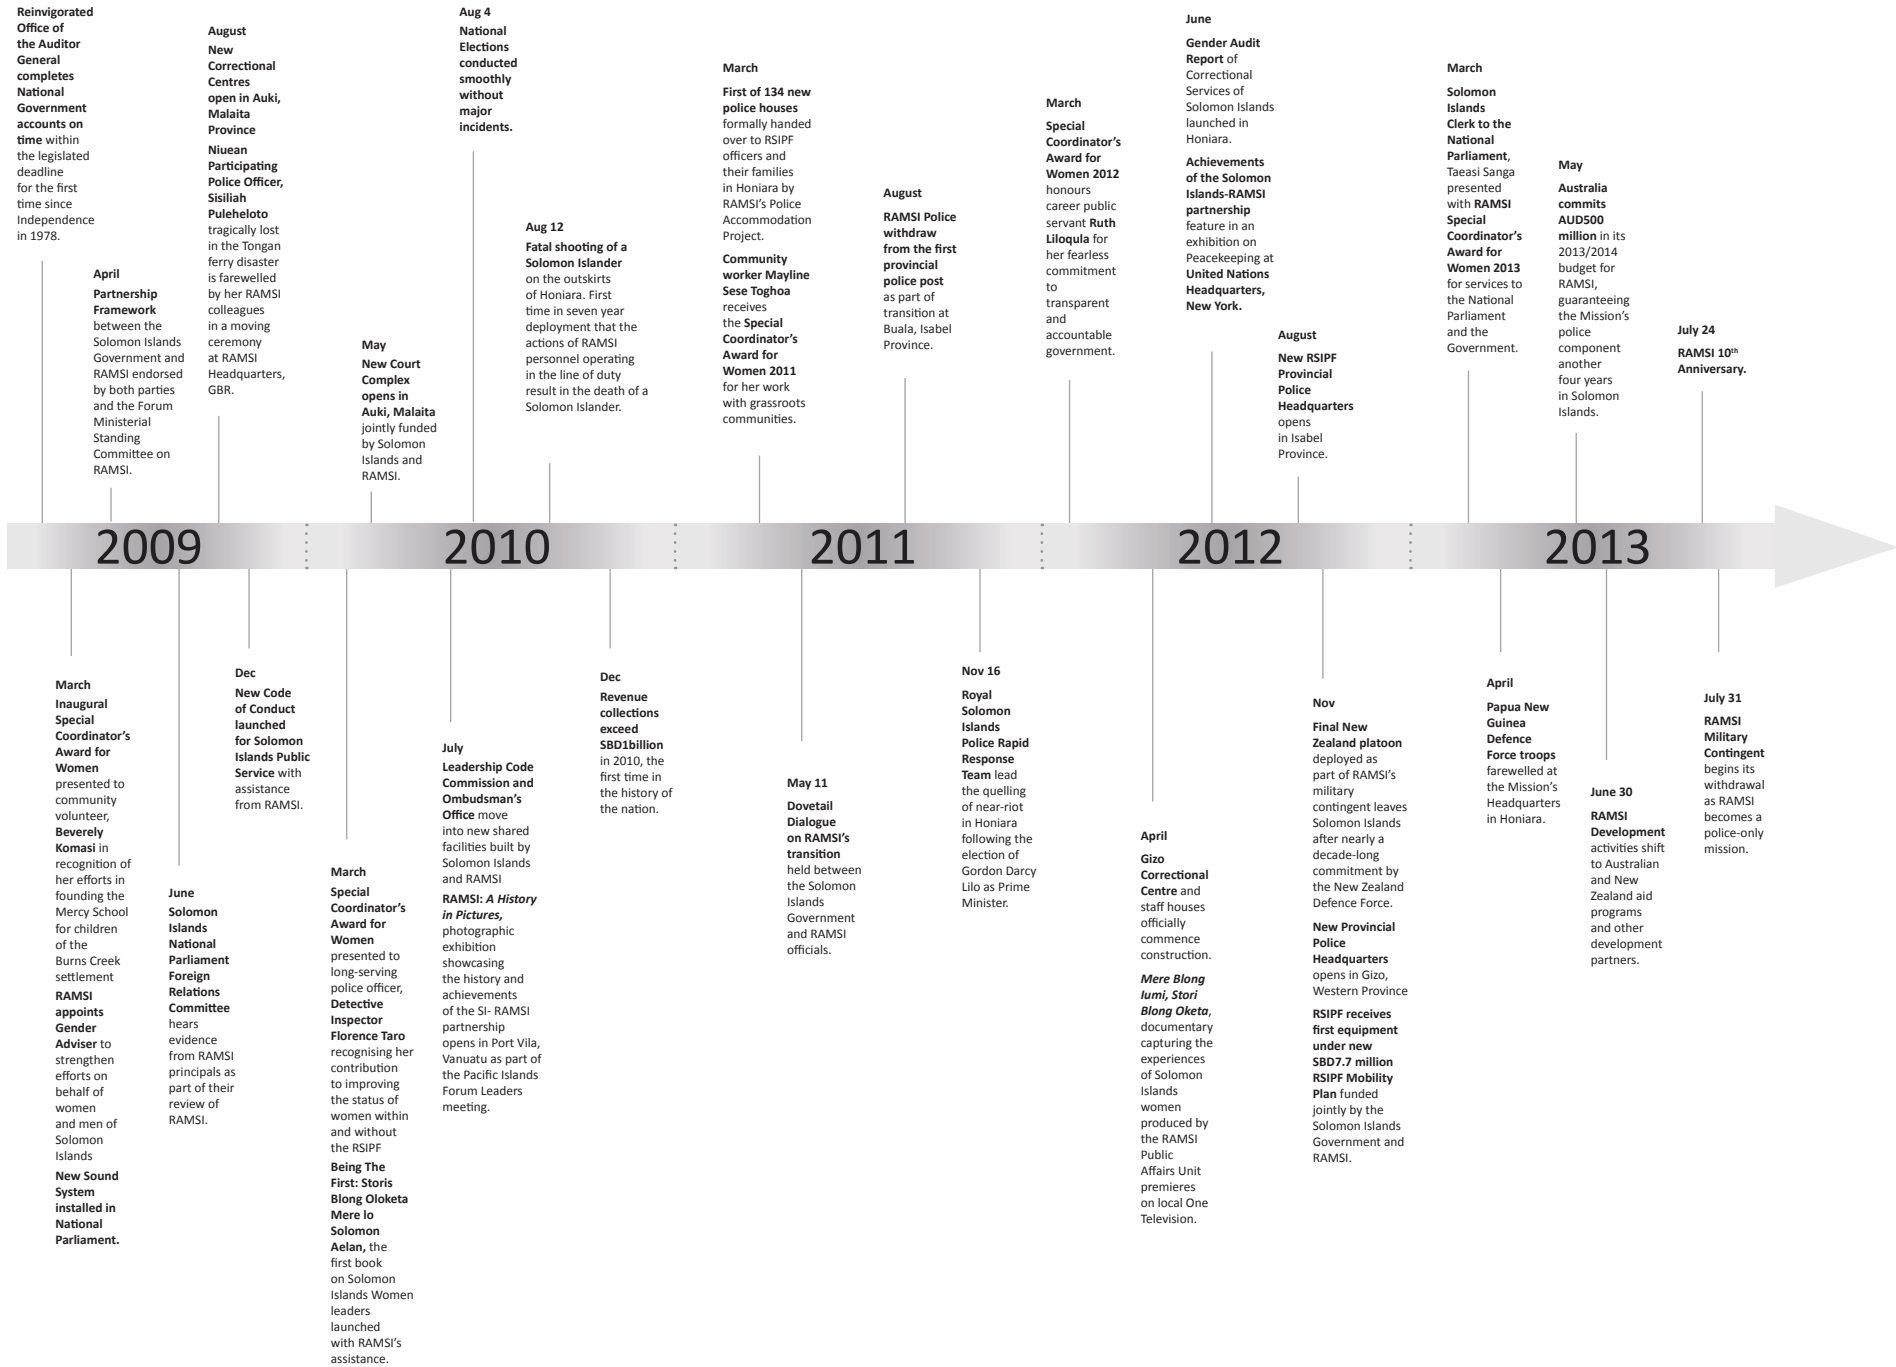 Reinvigorated
Office of
the Auditor
General
completes
National
Government
accounts on
time within
the legislated
deadline
for the first
time since
Independence
in 1978.
April
Partnership
Framework
between the
Solomon Islands
Government and
RAMSI endorsed
by both parties
and the Forum
Ministerial
Standing
Committee on
RAMSI.
August
New
Correctional
Centres
open in Auki,
Malaita
Province
Niuean
Participating
Police Officer,
Sisiliah
Puleheloto
tragically lost
in the Tongan
ferry disaster
is farewelled
by her RAMSI
colleagues
in a moving
ceremony
at RAMSI
Headquarters,
GBR.
May
New Court
Complex
opens in
Auki, Malaita
jointly funded
by Solomon
Islands and
RAMSI.
Aug 4
National
Elections
conducted
smoothly
without
major
incidents.
Aug 12
Fatal shooting of a
Solomon Islander
on the outskirts
of Honiara. First
time in seven year
deployment that the
actions of RAMSI
personnel operating
in the line of duty
result in the death of a
Solomon Islander.
March
First of 134 new
police houses
formally handed
over to RSIPF
officers and
their families
in Honiara by
RAMSI's Police
Accommodation
Project.
Community
worker Mayline
Sese Toghoa
receives
the Special
Coordinator's
Award for
Women 2011
for her work
with grassroots
communities.
August
RAMSI Police
withdraw
from the first
provincial
police post
as part of
transition at
Buala, Isabel
Province.
March
Special
Coordinator's
Award for
Women 2012
honours
career public
servant Ruth
Liloqula for
her fearless
commitment
to
transparent
and
accountable
government.
June
Gender Audit
Report of
Correctional
Services of
Solomon Islands
launched in
Honiara.
Achievements
of the Solomon
Islands-RAMSI
partnership
feature in an
exhibition on
Peacekeeping at
United Nations
Headquarters,
New York.
August
New RSIPF
Provincial
Police
Headquarters
opens
in Isabel
Province.
March
Solomon
Islands
Clerk to the
National
Parliament,
Taeasi Sanga
presented
with RAMSI
Special
Coordinator's
Award for
Women 2013
for services to
the National
Parliament
and the
Government.
May
Australia
commits
AUD500
million in its
2013/2014
budget for
RAMSI,
guaranteeing
the Mission's
police
component
another
four years
in Solomon
Islands.
July 24
RAMSI 10th
Anniversary.
2009 2010 2011 2012 2013
March
Inaugural
Special
Coordinator's
Award for
Women
presented to
community
volunteer,
Beverely
Komasi in
recognition of
her efforts in
founding the
Mercy School
for children
of the
Burns Creek
settlement
RAMSI
appoints
Gender
Adviser to
strengthen
efforts on
behalf of
women
and men of
Solomon
Islands
New Sound
System
installed in
National
Parliament.
June
Solomon
Islands
National
Parliament
Foreign
Relations
Committee
hears
evidence
from RAMSI
principals as
part of their
review of
RAMSI.
Dec
New Code
of Conduct
launched
for Solomon
Islands Public
Service with
assistance
from RAMSI.
March
Special
Coordinator's
Award for
Women
presented to
long-serving
police officer,
Detective
Inspector
Florence Taro
recognising her
contribution
to improving
the status of
women within
and without
the RSIPF
Being The
First: Storis
Blong Oloketa
Mere lo
Solomon
Aelan, the
first book
on Solomon
Islands Women
leaders
launched
with RAMSI's
assistance.
July
Leadership Code
Commission and
Ombudsman's
Office move
into new shared
facilities built by
Solomon Islands
and RAMSI
RAMSI: A History
in Pictures,
photographic
exhibition
showcasing
the history and
achievements
of the SI- RAMSI
partnership
opens in Port Vila,
Vanuatu as part of
the Pacific Islands
Forum Leaders
meeting.
Dec
Revenue
collections
exceed
SBD1billion
in 2010, the
first time in
the history of
the nation.
May 11
Dovetail
Dialogue
on RAMSI's
transition
held between
the Solomon
Islands
Government
and RAMSI
officials.
Nov 16
Royal
Solomon
Islands
Police Rapid
Response
Team lead
the quelling
of near-riot
in Honiara
following the
election of
Gordon Darcy
Lilo as Prime
Minister.
April
Gizo
Correctional
Centre and
staff houses
officially
commence
construction.
Mere Blong
Iumi, Stori
Blong Oketa,
documentary
capturing the
experiences
of Solomon
Islands
women
produced by
the RAMSI
Public
Affairs Unit
premieres
on local One
Television.
Nov
Final New
Zealand platoon
deployed as
part of RAMSI's
military
contingent leaves
Solomon Islands
after nearly a
decade-long
commitment by
the New Zealand
Defence Force.
New Provincial
Police
Headquarters
opens in Gizo,
Western Province
RSIPF receives
first equipment
under new
SBD7.7 million
RSIPF Mobility
Plan funded
jointly by the
Solomon Islands
Government and
RAMSI.
April
Papua New
Guinea
Defence
Force troops
farewelled at
the Mission's
Headquarters
in Honiara.
June 30
RAMSI
Development
activities shift
to Australian
and New
Zealand aid
programs
and other
development
partners.
July 31
RAMSI
Military
Contingent
begins its
withdrawal
as RAMSI
becomes a
police-only
mission.